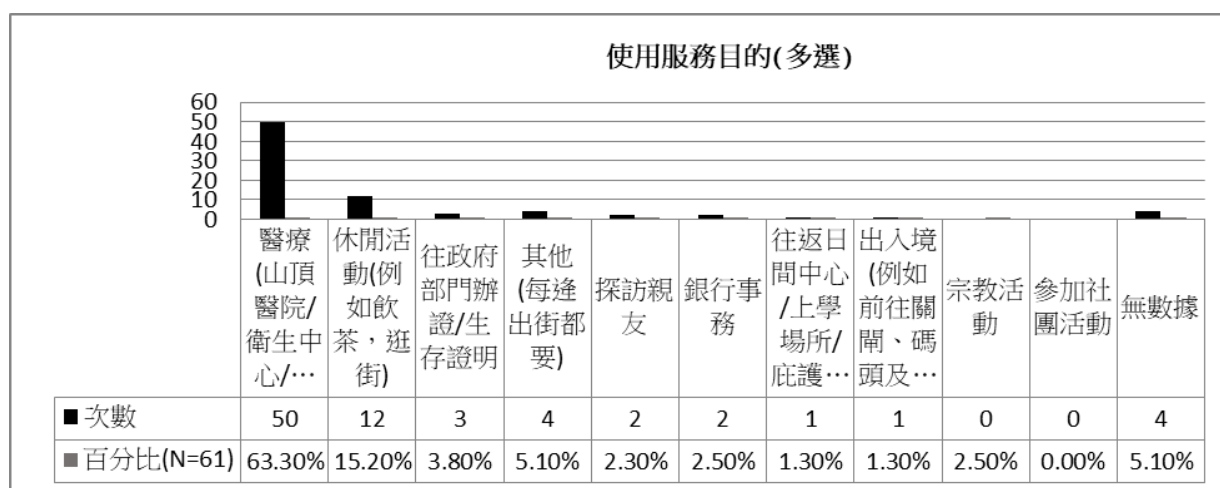 使用服務目的(多選)
60
50
40
30
20
10
0
醫療
(山頂
醫院/
衛生中
心/⋯
休閒活
動(例
如飲
茶，逛
街)
往政府
部門辦
證/生
存證明
其他
(每逢
出街都
要)
探訪親
友
銀行事
務
往返日
間中心
/上學
場所/
庇護⋯
出入境
(例如
前往關
閘、碼
頭及⋯
宗教活
動
參加社
團活動
無數據
■次數 50 12 3 4 2 2 1 1 0 0 4
■百分比(N=61) 63.30% 15.20% 3.80% 5.10% 2.30% 2.50% 1.30% 1.30% 2.50% 0.00% 5.10%